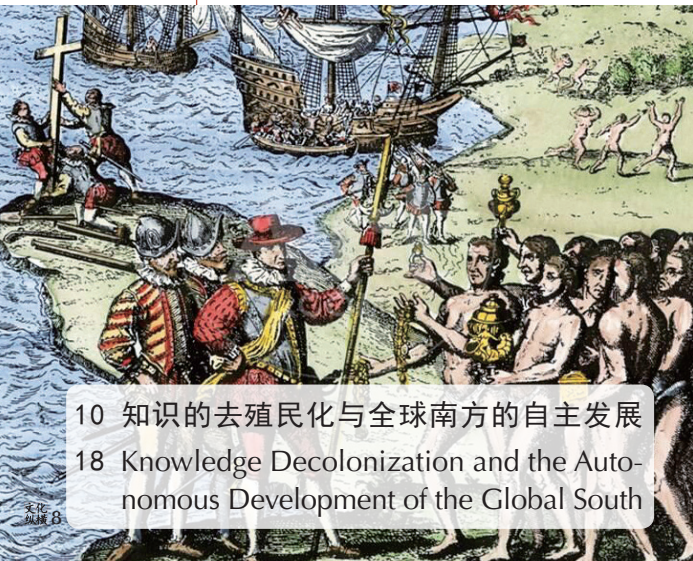 10 知识的去殖民化与全球南方的自主发展
18 Knowledge Decolonization and the Auto-
nomous Development of the Global South
文化
纵横 8